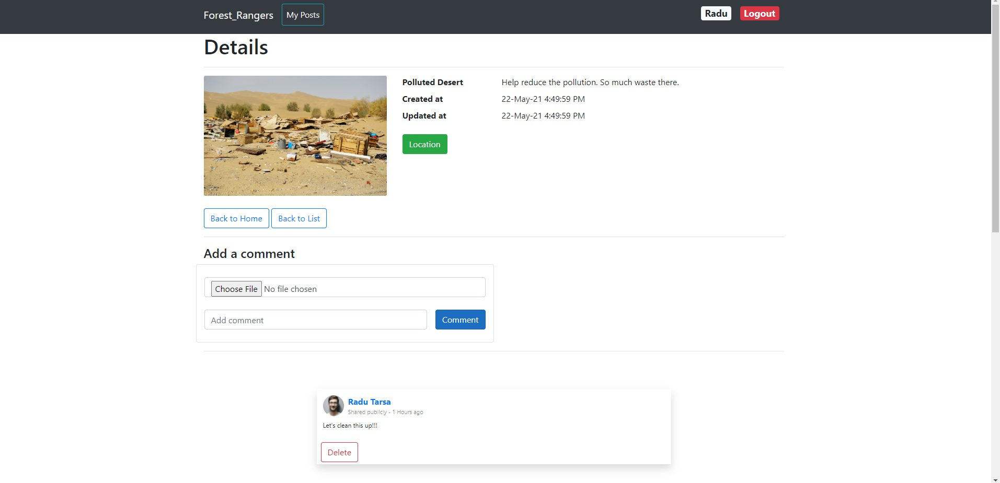 Forest_Rangers My Posts Radu Logout
Details
Polluted Desert Help reduce the pollution. So much waste there.
Created at 22-May-21 4:49:59 PM
Updated at 22-May-21 4:49:59 PM
Location
Back to Home Back to List
Add a comment
Choose File No file chosen
Add comment Comment
Radu Tarsa
Shared publicly - 1 Hours ago
Let's clean this up!!!
Delete